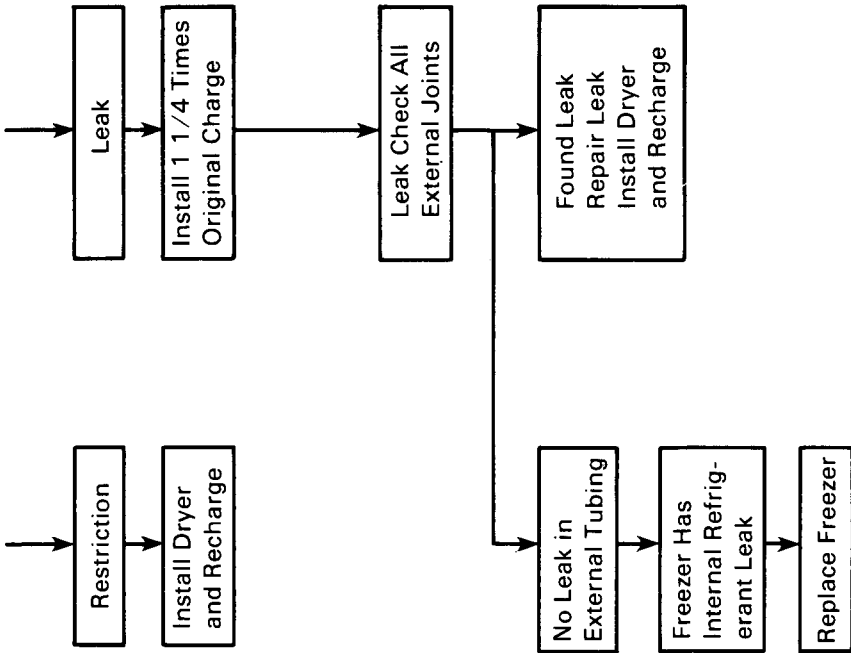 Restriction
Install Dryer
and Recharge
Leak
Install 1 1/4 Times
Original Charge
Leak Check All
External Joints
Found Leak
Repair Leak
Install Dryer
and Recharge
No Leak in
External Tubing
Freezer Has
Internal Refrig-
erant Leak
Replace Freezer